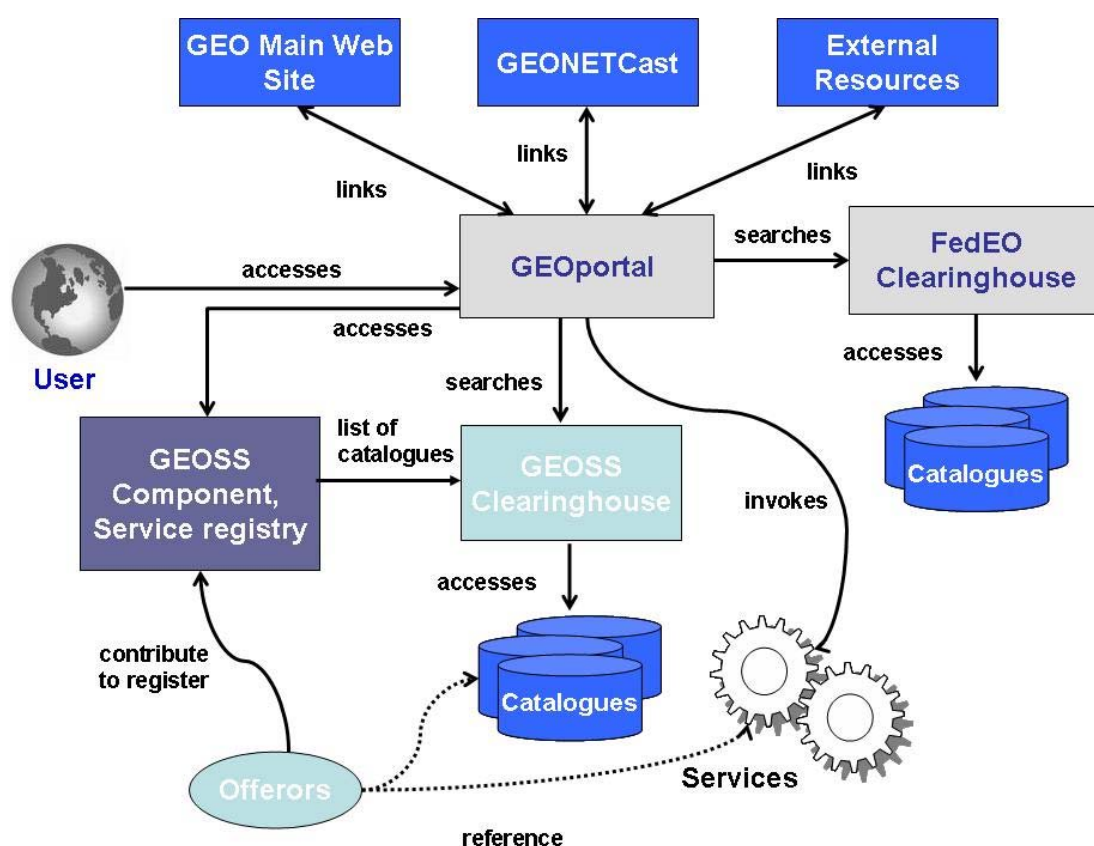 GEO Main Web
Site
GEONETCast
External
Resources
links
links
links
searches
FedEO
Clearinghouse
GEOportal
accesses
accesses
User
searches
accesses
list of
catalogues
GEOSS
Component,
Service registry
GEOSS
Clearinghouse
Catalogues
invokes
accesses
contribute
to register
Catalogues
Offerors
Services
reference